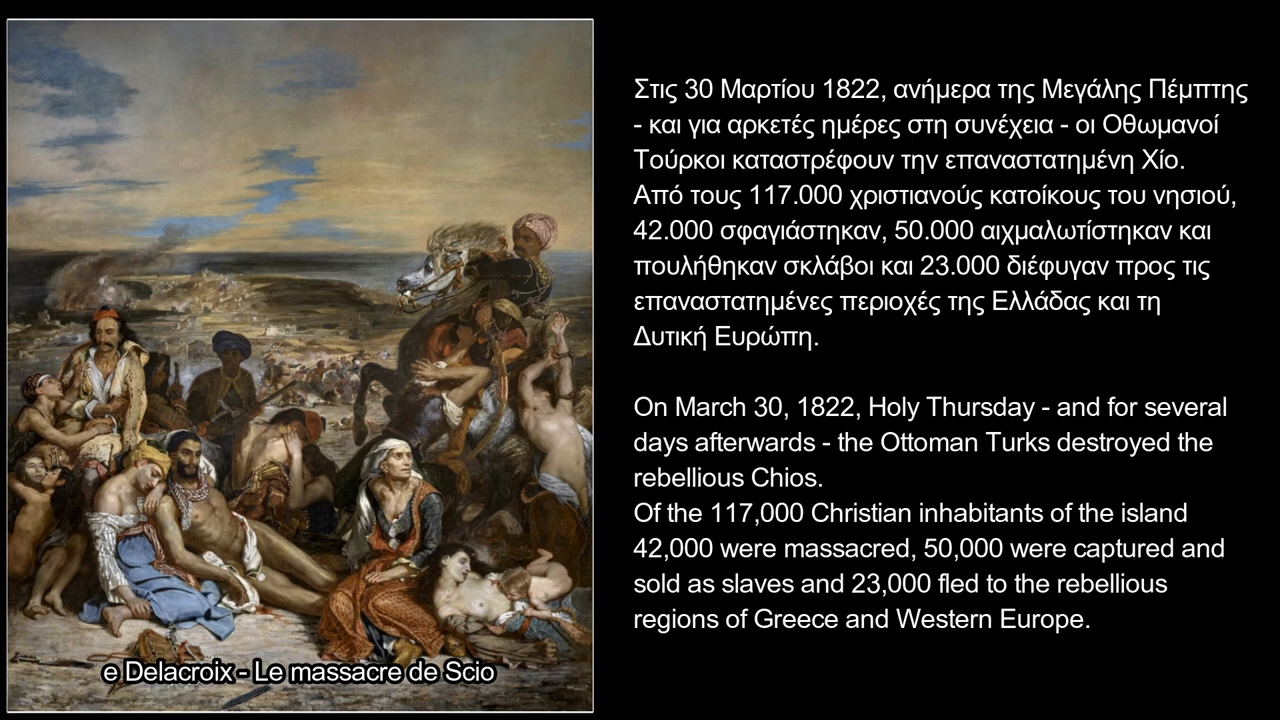 Στις 30 Μαρτίου 1822, ανήμερα της Μεγάλης Πέμπτης
- και για αρκετές ημέρες στη συνέχεια - οι Οθωμανοί
Τούρκοι καταστρέφουν την επαναστατημένη Χίο.
Από τους 117.000 χριστιανούς κατοίκους του νησιού,
42.000 σφαγιάστηκαν, 50.000 αιχμαλωτίστηκαν και
πουλήθηκαν σκλάβοι και 23.000 διέφυγαν προς τις
επαναστατημένες περιοχές της Ελλάδας και τη
Δυτική Ευρώπη.
On March 30, 1822, Holy Thursday - and for several
days afterwards - the Ottoman Turks destroyed the
rebellious Chios.
Of the 117,000 Christian inhabitants of the island
42,000 were massacred, 50,000 were captured and
sold as slaves and 23,000 fled to the rebellious
regions of Greece and Western Europe.
e Delacroix - Le massacre de Scio